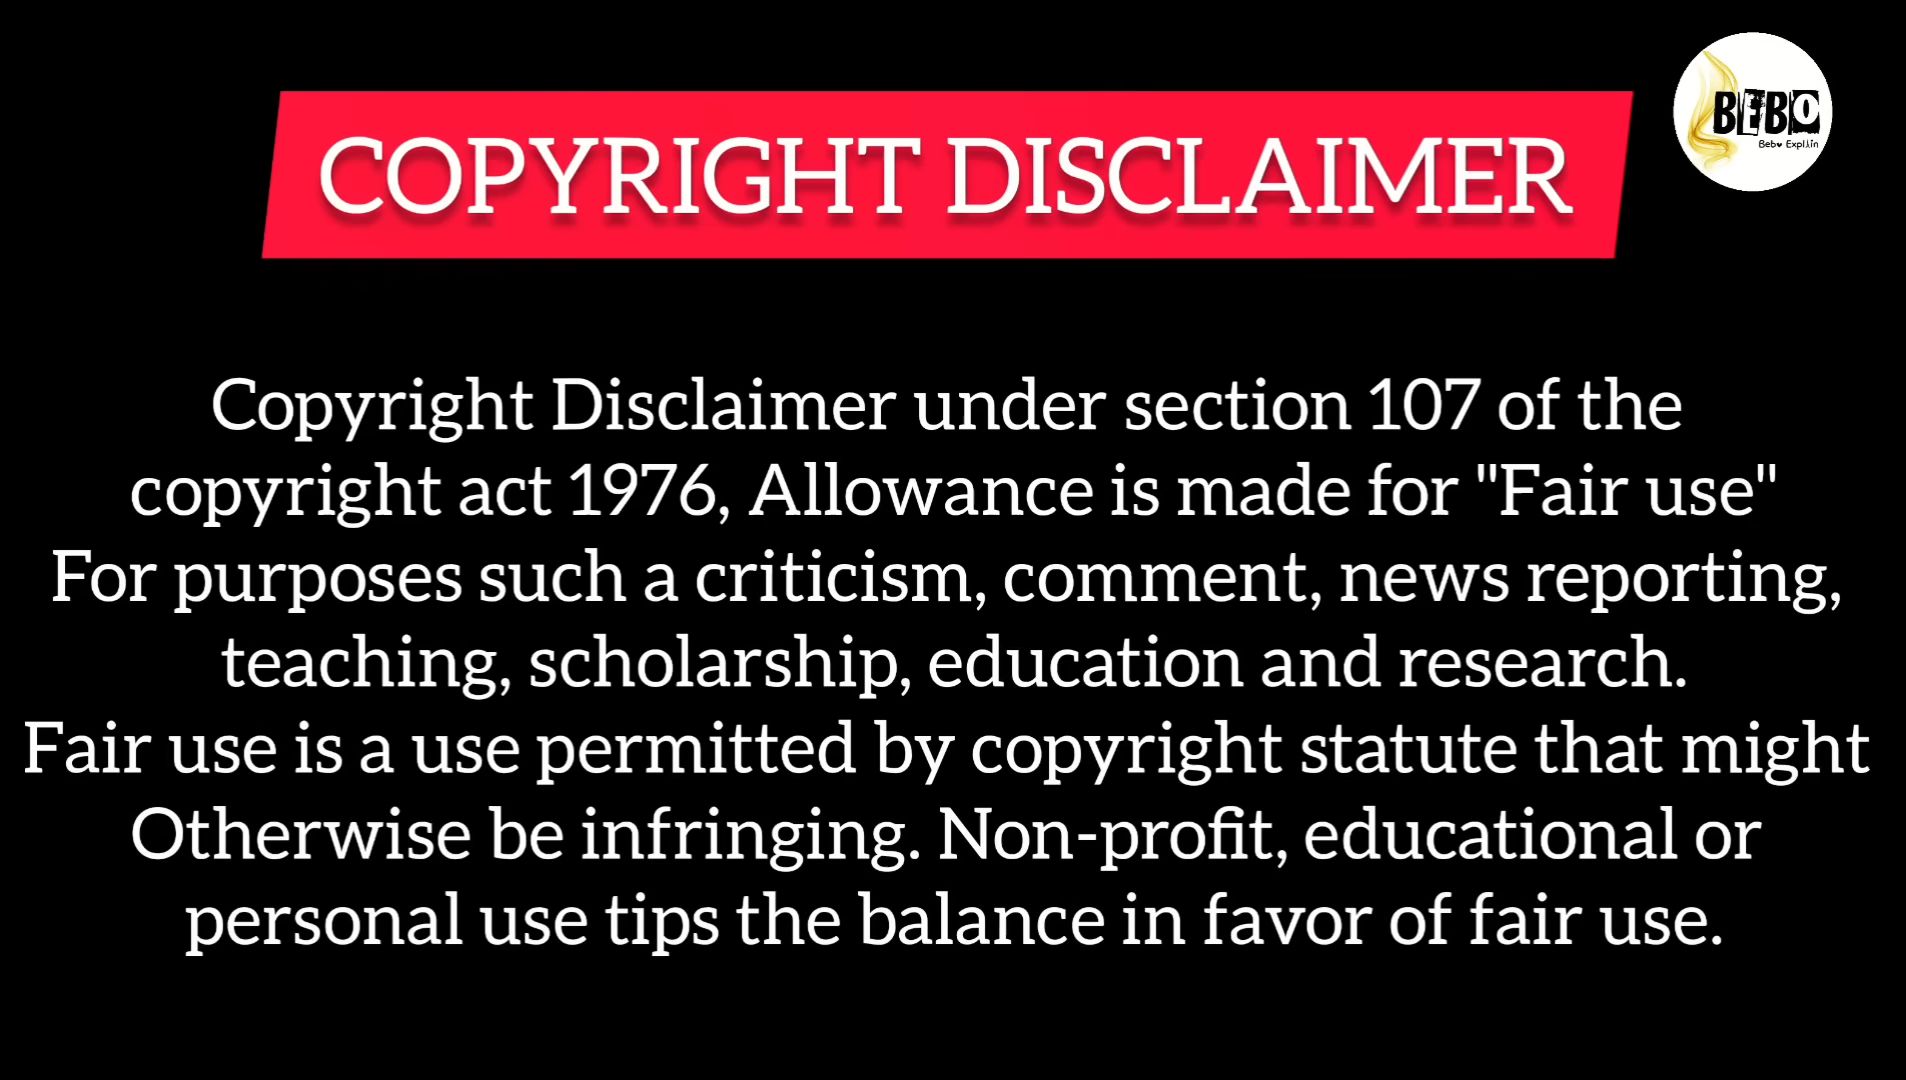 COPYRIGHT DISCLAIMER
BEBO
Bebo Explain
Copyright Disclaimer under section 107 of the
copyright act 1976, Allowance is made for "Fair use"
For purposes such a criticism, comment, news reporting,
teaching, scholarship, education and research.
Fair use is a use permitted by copyright statute that might
Otherwise be infringing. Non-profit, educational or
personal use tips the balance in favor of fair use.